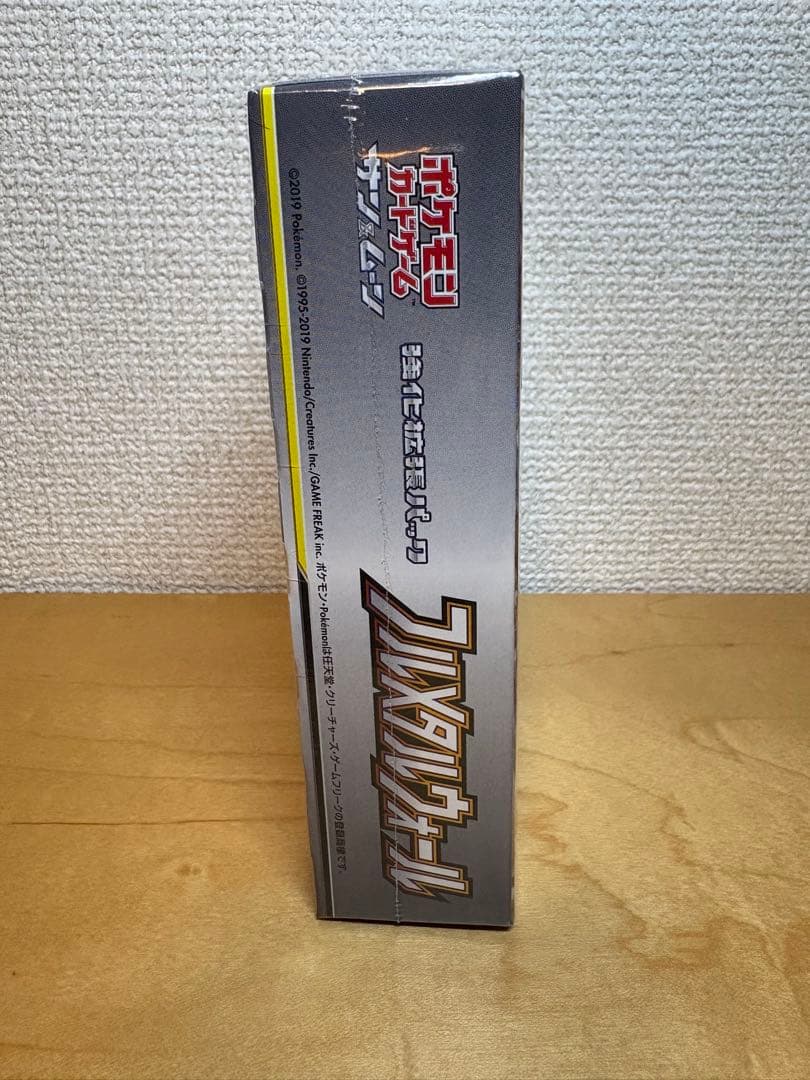 ポケモン
カードゲーム™
サン&ムーン
強化拡張パック
フルメタルウォール
©2019 Pokémon. ©1995-2019 Nintendo/Creatures Inc./GAME FREAK inc. ポケモン・Pokémonは任天堂・クリーチャーズ・ゲームフリークの登録商標です。